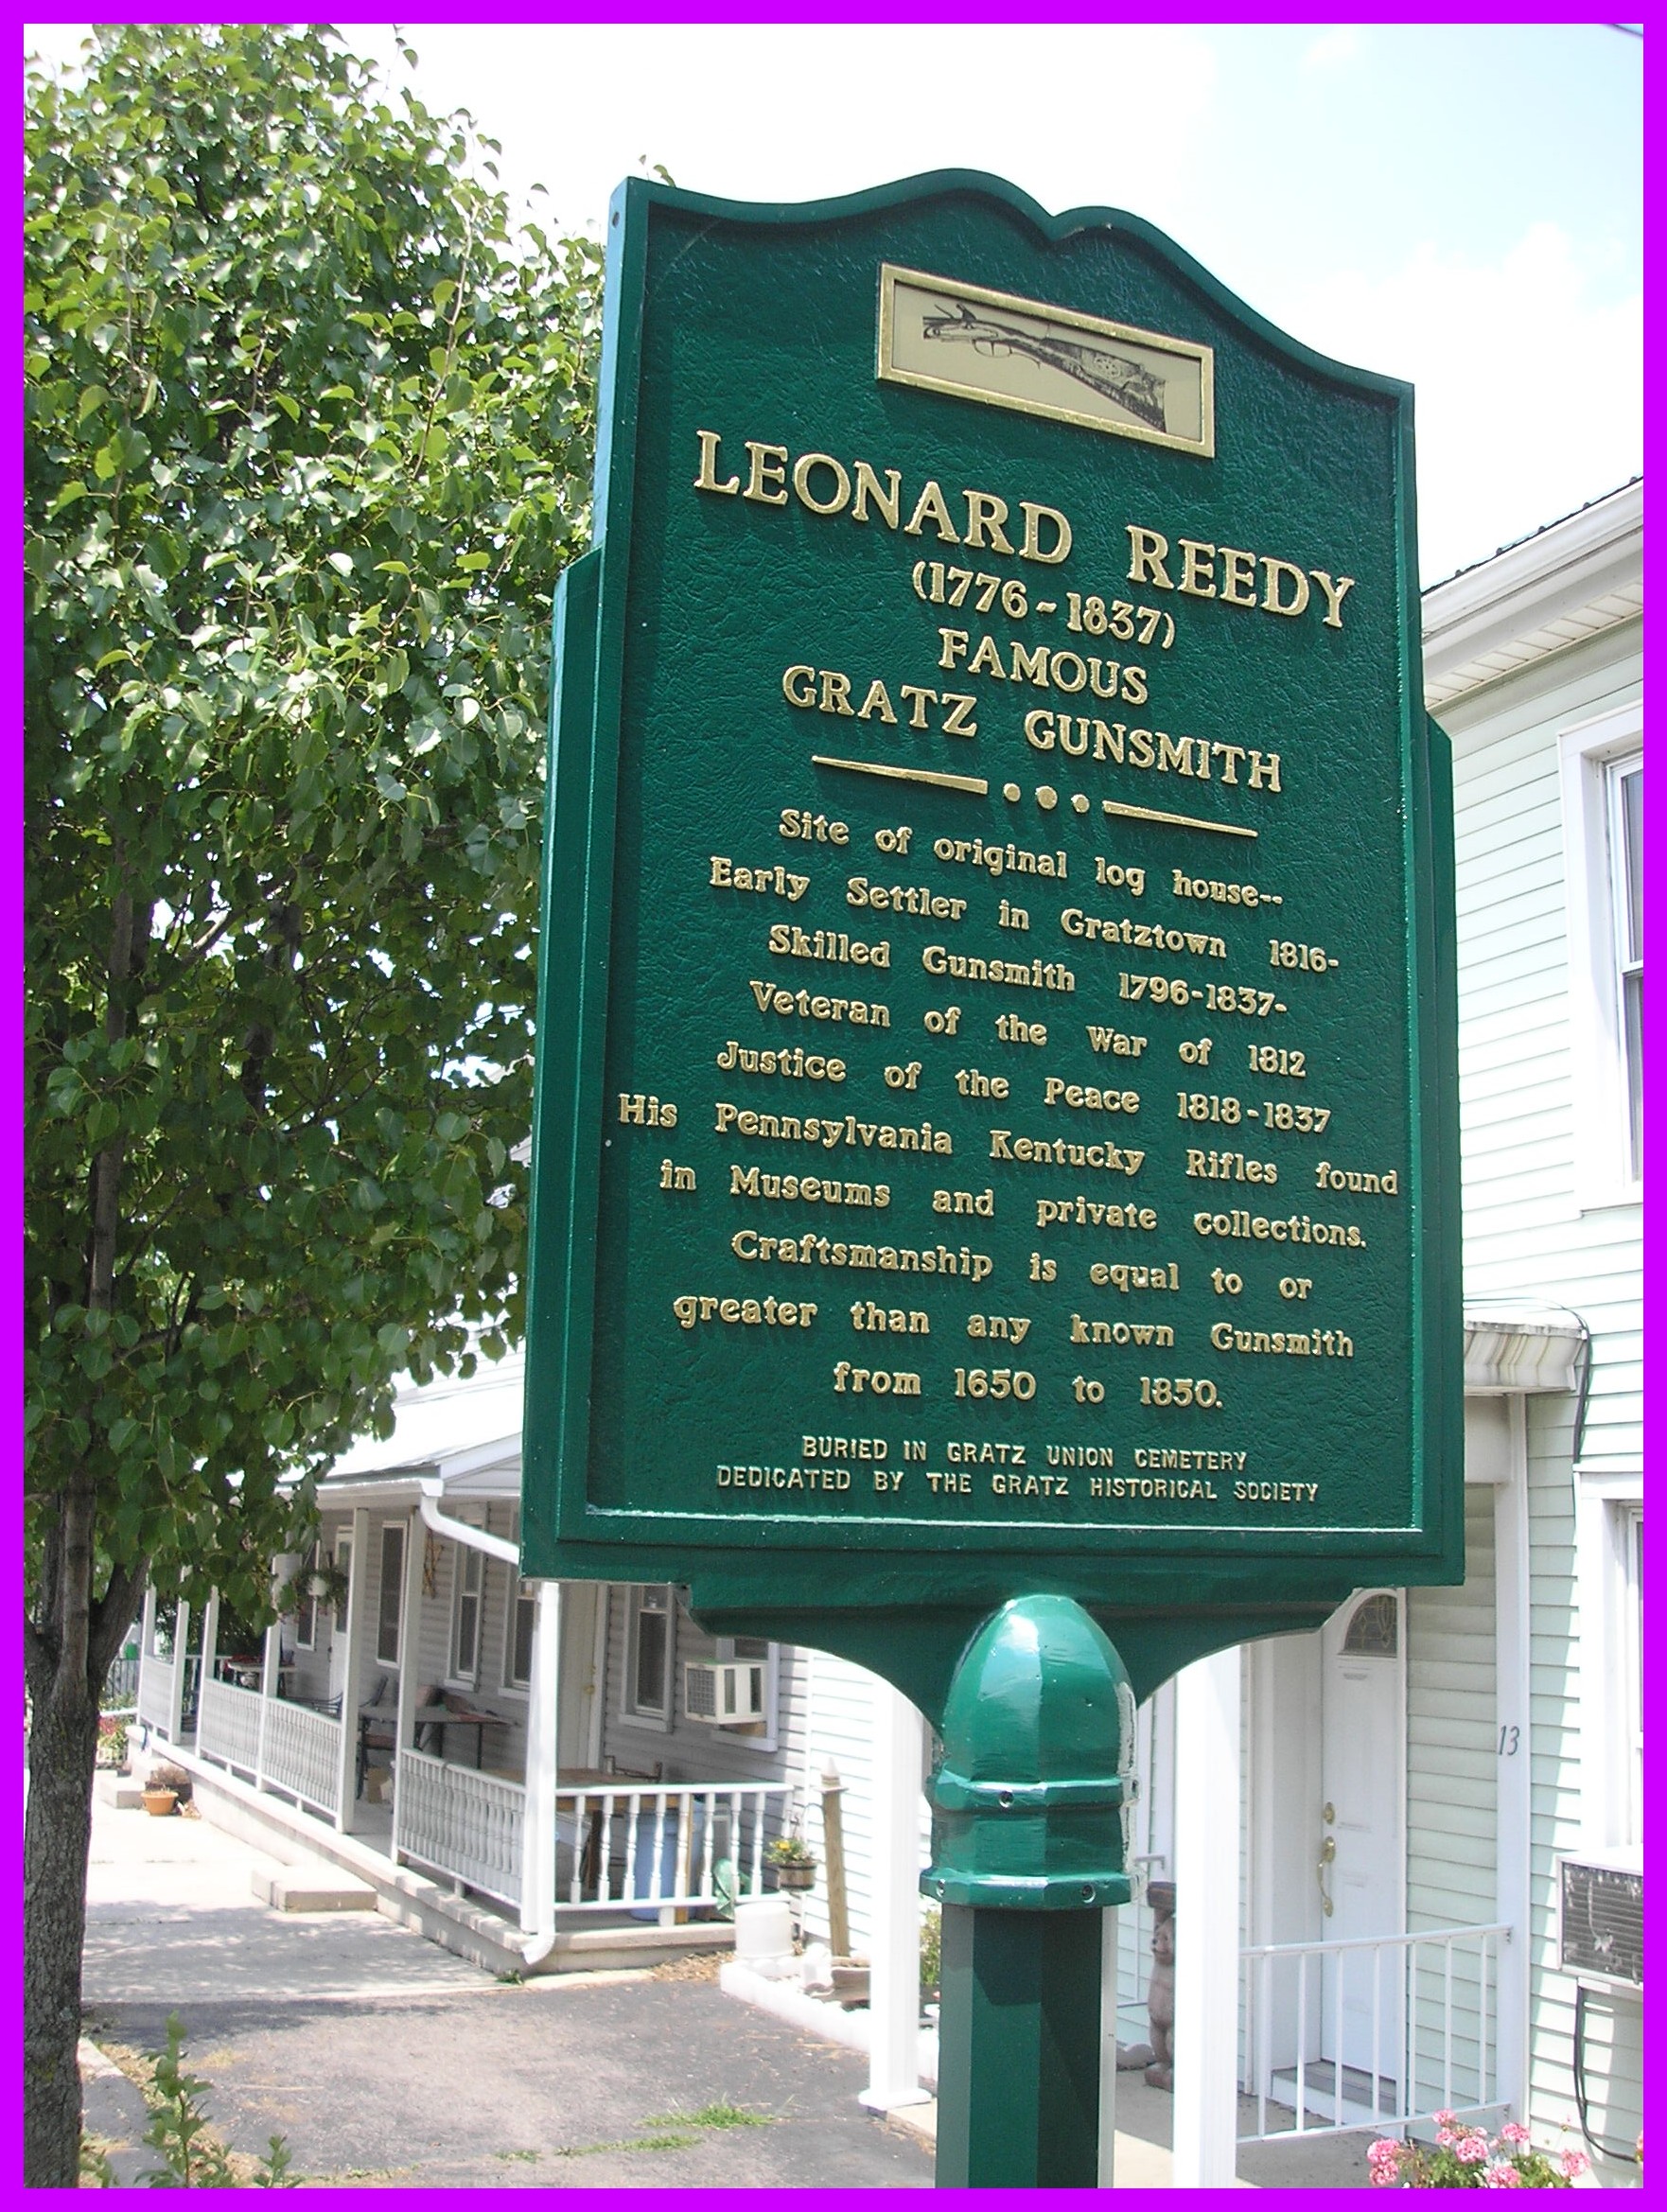 LEONARD REEDY
(1776-1837)
FAMOUS
GRATZ GUNSMITH
Site of original log house--
Early Settler in Gratztown 1816-
Skilled Gunsmith 1796-1837-
Veteran of the War of 1812
Justice of the Peace 1818-1837
His Pennsylvania Kentucky Rifles found
in Museums and private collections.
Craftsmanship is equal to or
greater than any known Gunsmith
from 1650 to 1850.
BURIED IN GRATZ UNION CEMETERY
DEDICATED BY THE GRATZ HISTORICAL SOCIETY
13